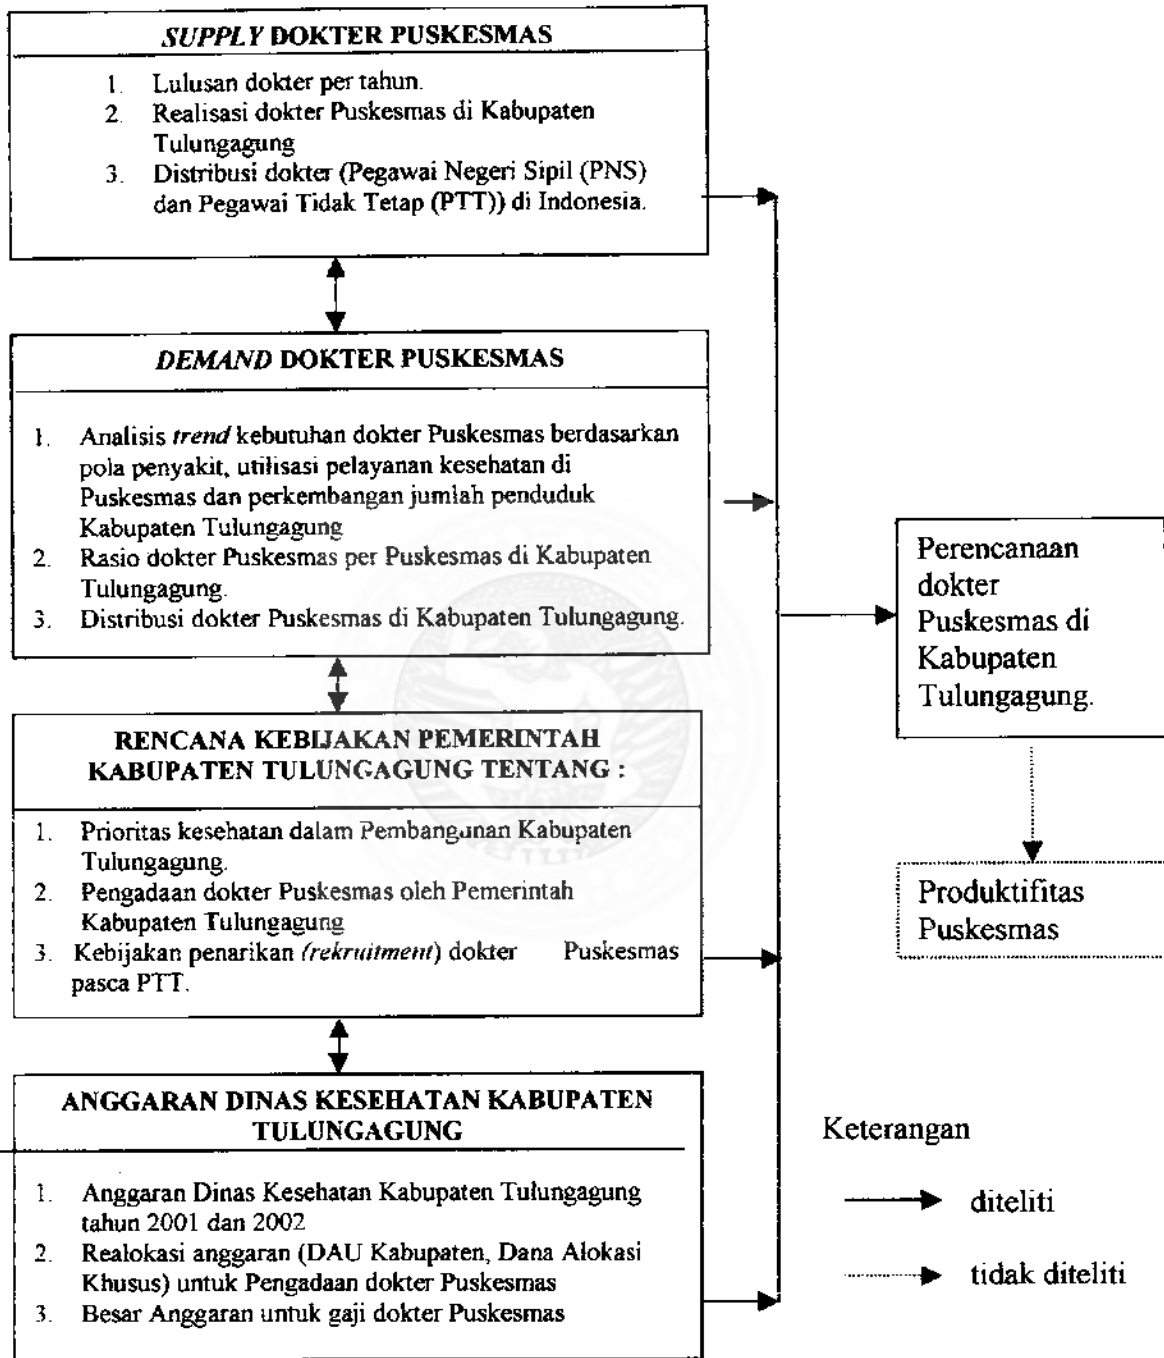 SUPPLY DOKTER PUSKESMAS
1. Lulusan dokter per tahun.
2. Realisasi dokter Puskesmas di Kabupaten
Tulungagung
3. Distribusi dokter (Pegawai Negeri Sipil (PNS)
dan Pegawai Tidak Tetap (PTT)) di Indonesia.
DEMAND DOKTER PUSKESMAS
1. Analisis trend kebutuhan dokter Puskesmas berdasarkan
pola penyakit, utilisasi pelayanan kesehatan di
Puskesmas dan perkembangan jumlah penduduk
Kabupaten Tulungagung
2. Rasio dokter Puskesmas per Puskesmas di Kabupaten
Tulungagung.
3. Distribusi dokter Puskesmas di Kabupaten Tulungagung.
RENCANA KEBIJAKAN PEMERINTAH
KABUPATEN TULUNGAGUNG TENTANG :
1. Prioritas kesehatan dalam Pembangunan Kabupaten
Tulungagung.
2. Pengadaan dokter Puskesmas oleh Pemerintah
Kabupaten Tulungagung
3. Kebijakan penarikan (rekruitment) dokter Puskesmas
pasca PTT.
ANGGARAN DINAS KESEHATAN KABUPATEN
TULUNGAGUNG
1. Anggaran Dinas Kesehatan Kabupaten Tulungagung
tahun 2001 dan 2002
2. Realokasi anggaran (DAU Kabupaten, Dana Alokasi
Khusus) untuk Pengadaan dokter Puskesmas
3. Besar Anggaran untuk gaji dokter Puskesmas
Perencanaan
dokter
Puskesmas di
Kabupaten
Tulungagung.
Produktifitas
Puskesmas
Keterangan
diteliti
tidak diteliti